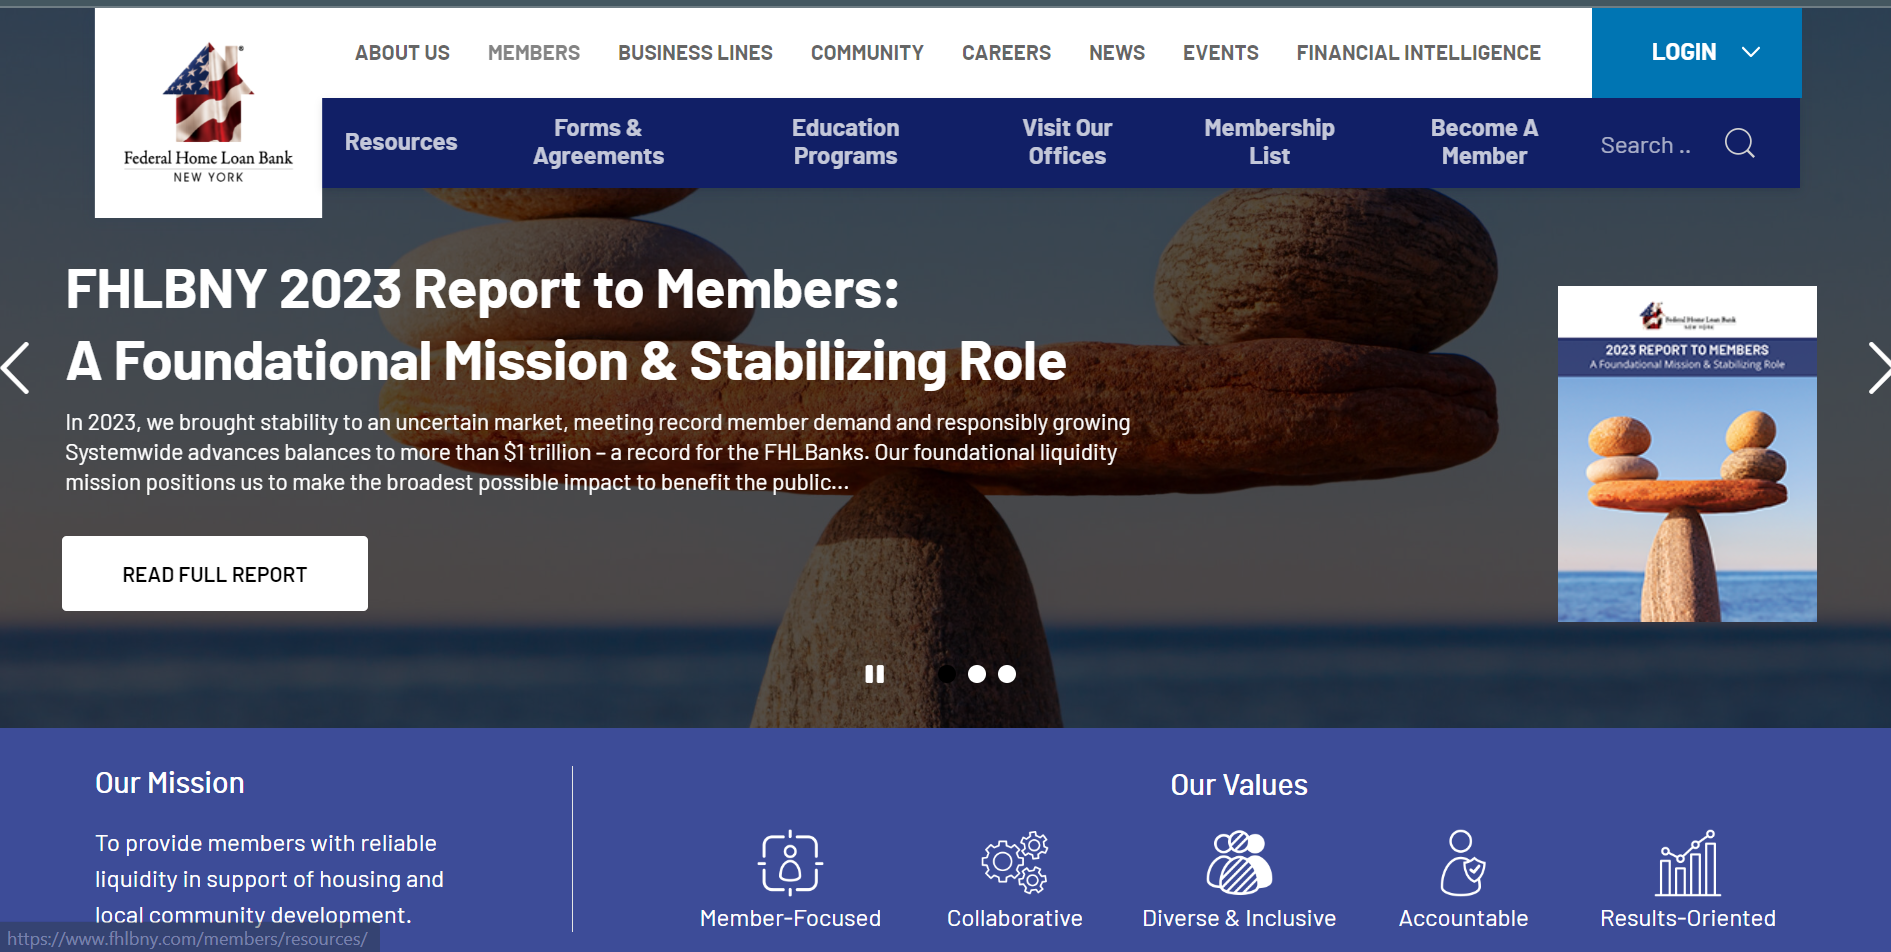 ABOUT US MEMBERS BUSINESS LINES COMMUNITY CAREERS NEWS EVENTS FINANCIAL INTELLIGENCE LOGIN
Federal Home Loan Bank
NEW YORK
Resources
Forms &
Agreements
Education
Programs
Visit Our
Offices
Membership
List
Become A
Member
Search ..
FHLBNY 2023 Report to Members:
A Foundational Mission & Stabilizing Role
In 2023, we brought stability to an uncertain market, meeting record member demand and responsibly growing
Systemwide advances balances to more than $1 trillion – a record for the FHLBanks. Our foundational liquidity
mission positions us to make the broadest possible impact to benefit the public...
READ FULL REPORT
Federal Home Loan Bank
NEW YORK
2023 REPORT TO MEMBERS
A Foundational Mission & Stabilizing Role
Our Mission
To provide members with reliable
liquidity in support of housing and
local community development.
Our Values
Member-Focused Collaborative Diverse & Inclusive Accountable Results-Oriented
https://www.fhlbny.com/members/resources/